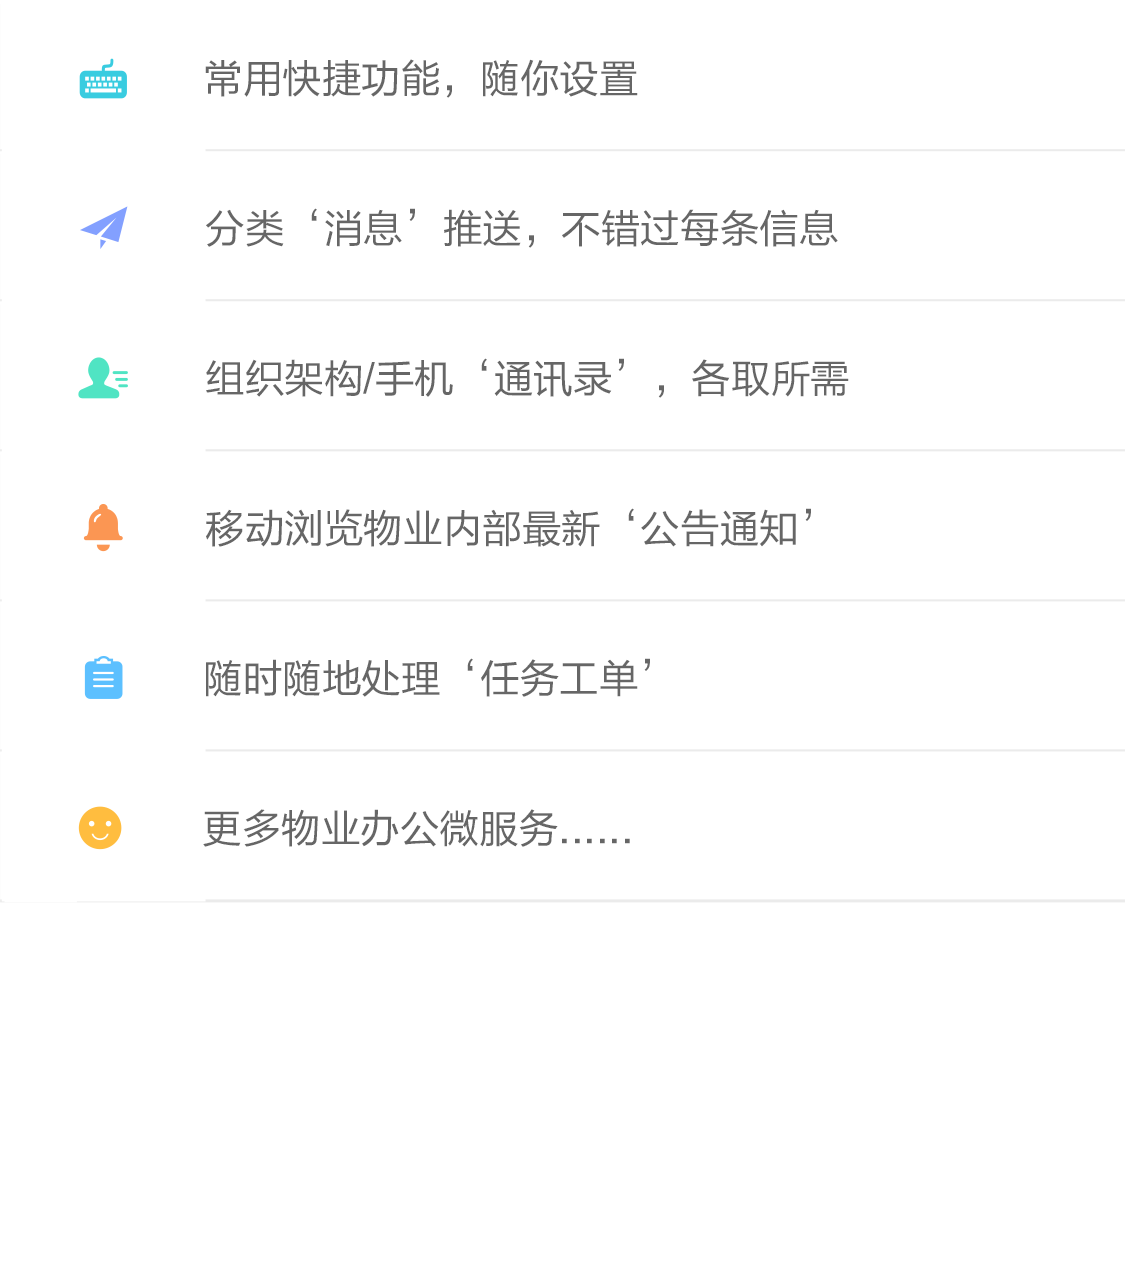 常用快捷功能，随你设置
分类‘消息’推送，不错过每条信息
组织架构/手机‘通讯录’，各取所需
移动浏览物业内部最新‘公告通知’
随时随地处理‘任务工单’
更多物业办公微服务......